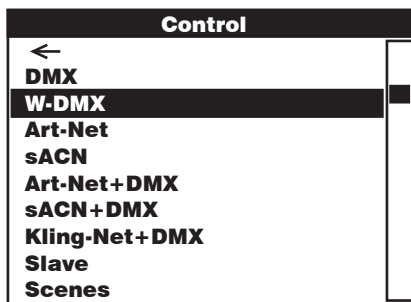 Control
←
DMX
W-DMX
Art-Net
sACN
Art-Net+DMX
sACN+DMX
Kling-Net+DMX
Slave
Scenes